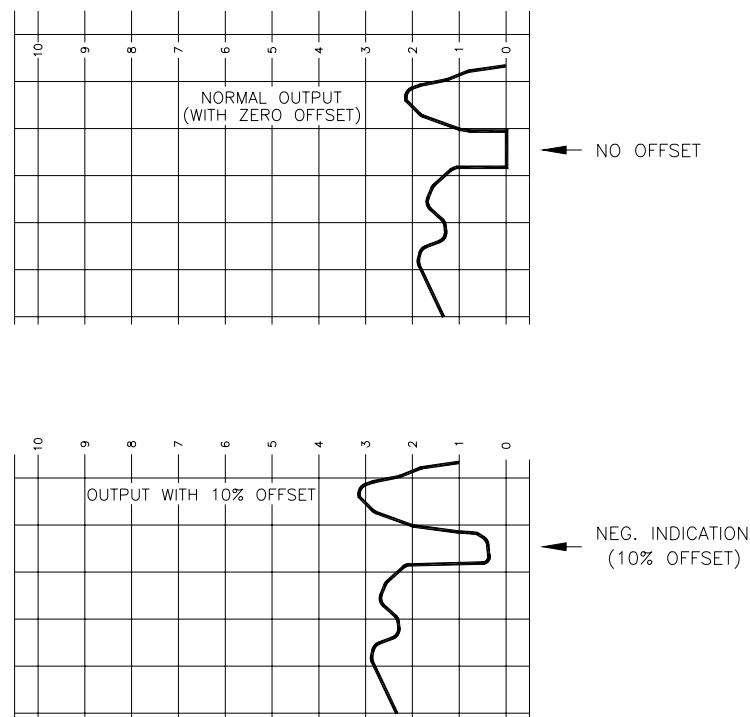 10 9 8 7 6 5 4 3 2 1 0
NORMAL OUTPUT
(WITH ZERO OFFSET)
NO OFFSET
10 9 8 7 6 5 4 3 2 1 0
OUTPUT WITH 10% OFFSET
NEG. INDICATION
(10% OFFSET)